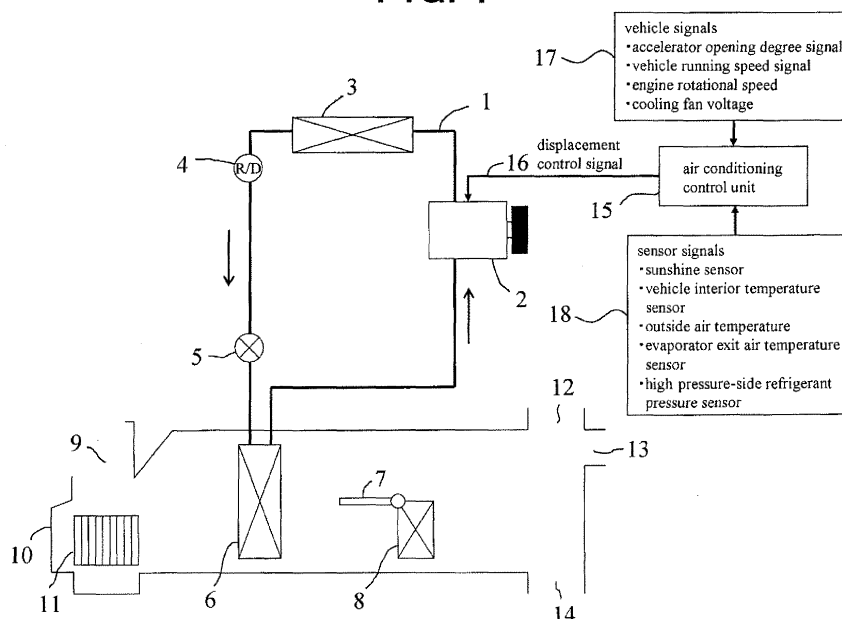 vehicle signals
・accelerator opening degree signal
・vehicle running speed signal
・engine rotational speed
・cooling fan voltage
17
3
1
4
R/D
16
displacement
control signal
air conditioning
control unit
15
2
sensor signals
・sunshine sensor
・vehicle interior temperature
sensor
・outside air temperature
・evaporator exit air temperature
sensor
・high pressure-side refrigerant
pressure sensor
18
5
12
9
13
7
10
11
6
8
14